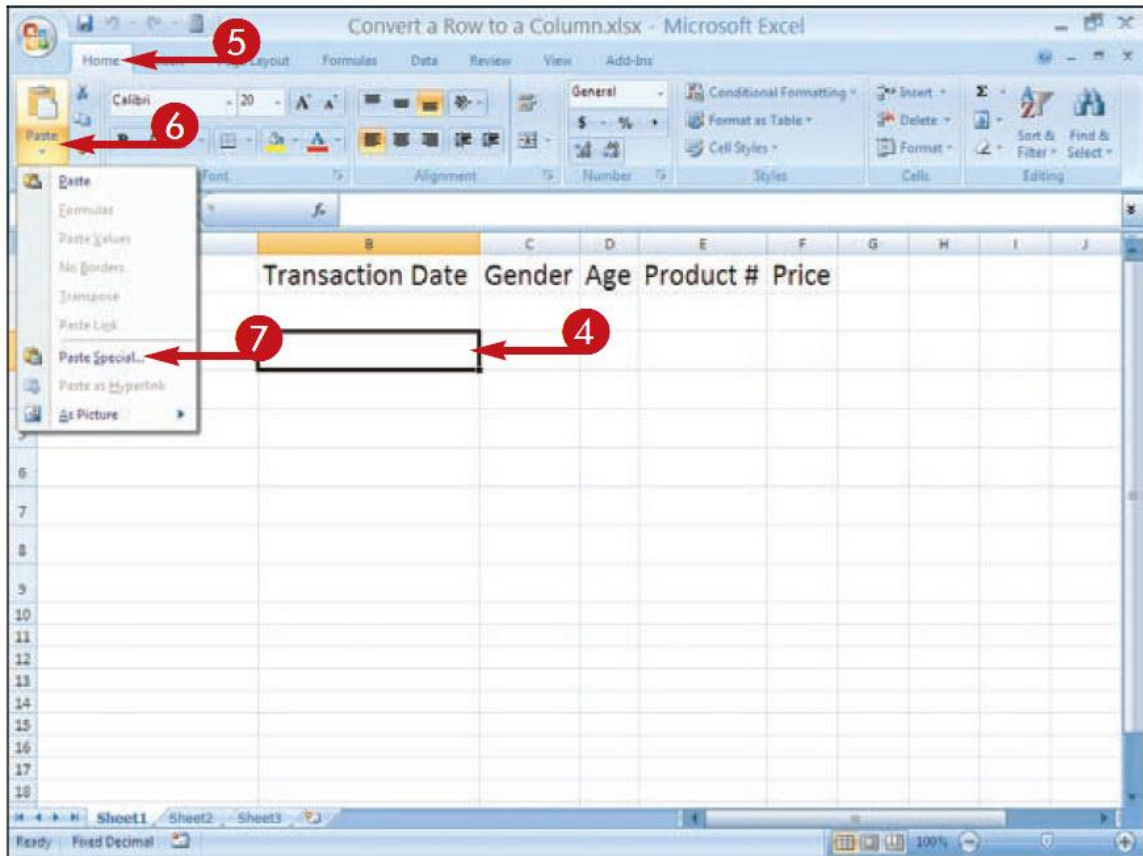 Convert a Row to a Column.xlsx - Microsoft Excel
5
Home Layout Formulas Data Review View Add-Ins
Paste
6
Calibri 20 A A
General
$ %
Conditional Formatting
Format as Table
Cell Styles
Insert
Delete
Format
Σ
Sort & Filter
Find & Select
Font Alignment Number Styles Cells Editing
Paste
Formulas
Paste Values
No Borders
Transpose
Paste Link
7
Paste Special...
Paste as Hyperlink
As Picture
fx
B C D E F G H I J
Transaction Date Gender Age Product # Price
4
6
7
8
9
10
11
12
13
14
15
16
17
18
Sheet1 Sheet2 Sheet3
Ready Fixed Decimal 100%